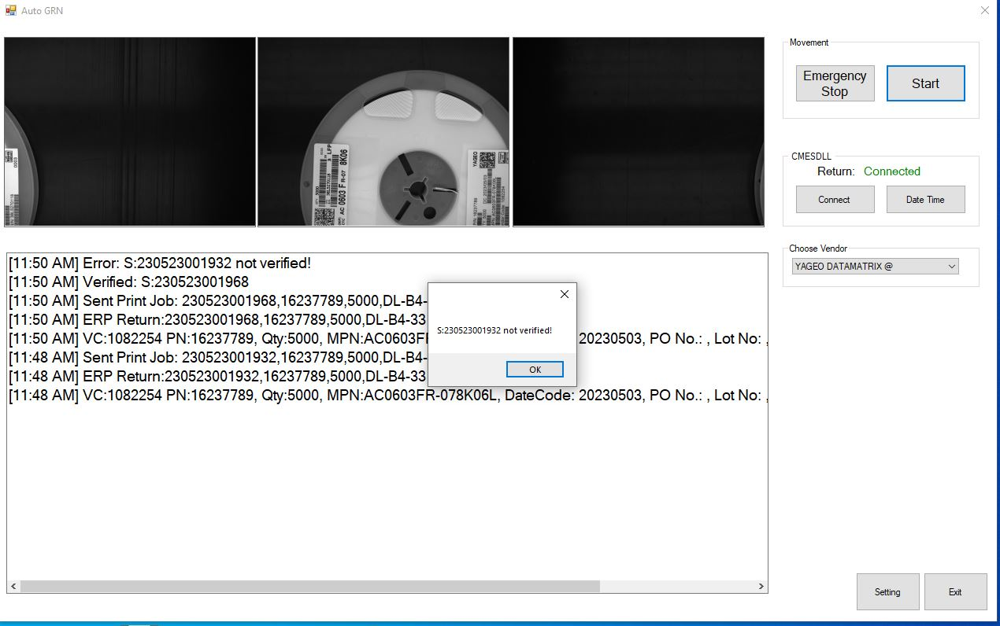 Auto GRN
Movement
Emergency
Stop
Start
CMESDLL
Return: Connected
Connect
Date Time
Choose Vendor
YAGEO DATAMATRIX @
8K06
LFP
AC 0603 F R-07
5000
YAGEO
[11:50 AM] Error: S:230523001932 not verified!
[11:50 AM] Verified: S:230523001968
[11:50 AM] Sent Print Job: 230523001968,16237789,5000,DL-B4-
[11:50 AM] ERP Return:230523001968,16237789,5000,DL-B4-33
[11:50 AM] VC:1082254 PN:16237789, Qty:5000, MPN:AC0603F 20230503, PO No.: , Lot No: ,
[11:48 AM] Sent Print Job: 230523001932,16237789,5000,DL-B4-
[11:48 AM] ERP Return:230523001932,16237789,5000,DL-B4-33
[11:48 AM] VC:1082254 PN:16237789, Qty:5000, MPN:AC0603FR-078K06L, DateCode: 20230503, PO No.: , Lot No: ,
S:230523001932 not verified!
OK
Setting
Exit